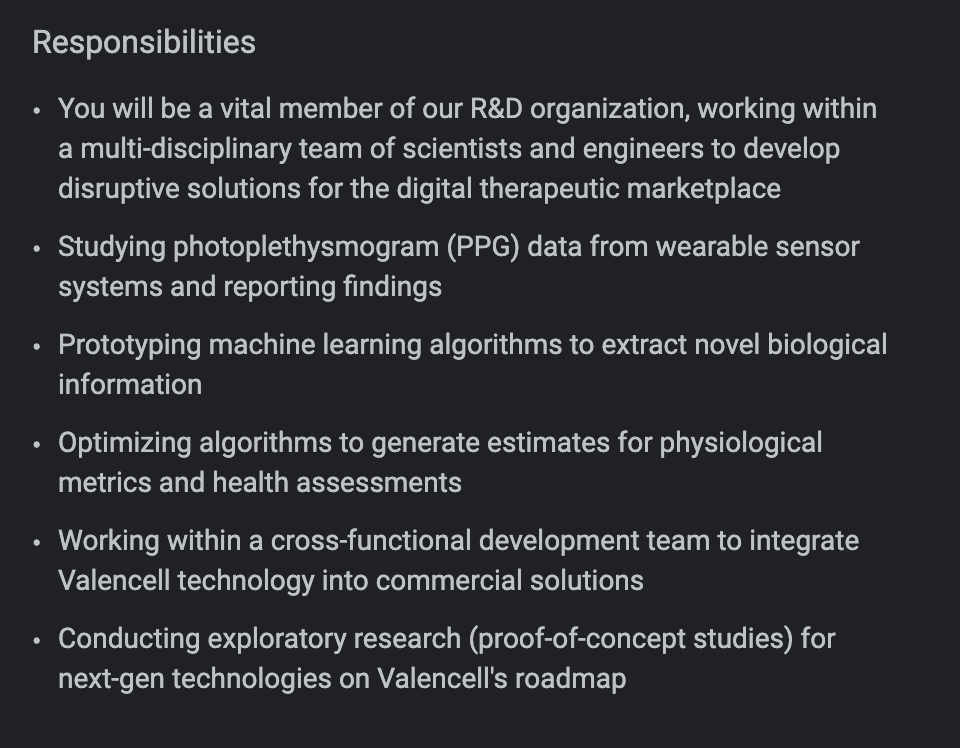 Responsibilities
• You will be a vital member of our R&D organization, working within
a multi-disciplinary team of scientists and engineers to develop
disruptive solutions for the digital therapeutic marketplace
• Studying photoplethysmogram (PPG) data from wearable sensor
systems and reporting findings
• Prototyping machine learning algorithms to extract novel biological
information
• Optimizing algorithms to generate estimates for physiological
metrics and health assessments
• Working within a cross-functional development team to integrate
Valencell technology into commercial solutions
• Conducting exploratory research (proof-of-concept studies) for
next-gen technologies on Valencell's roadmap